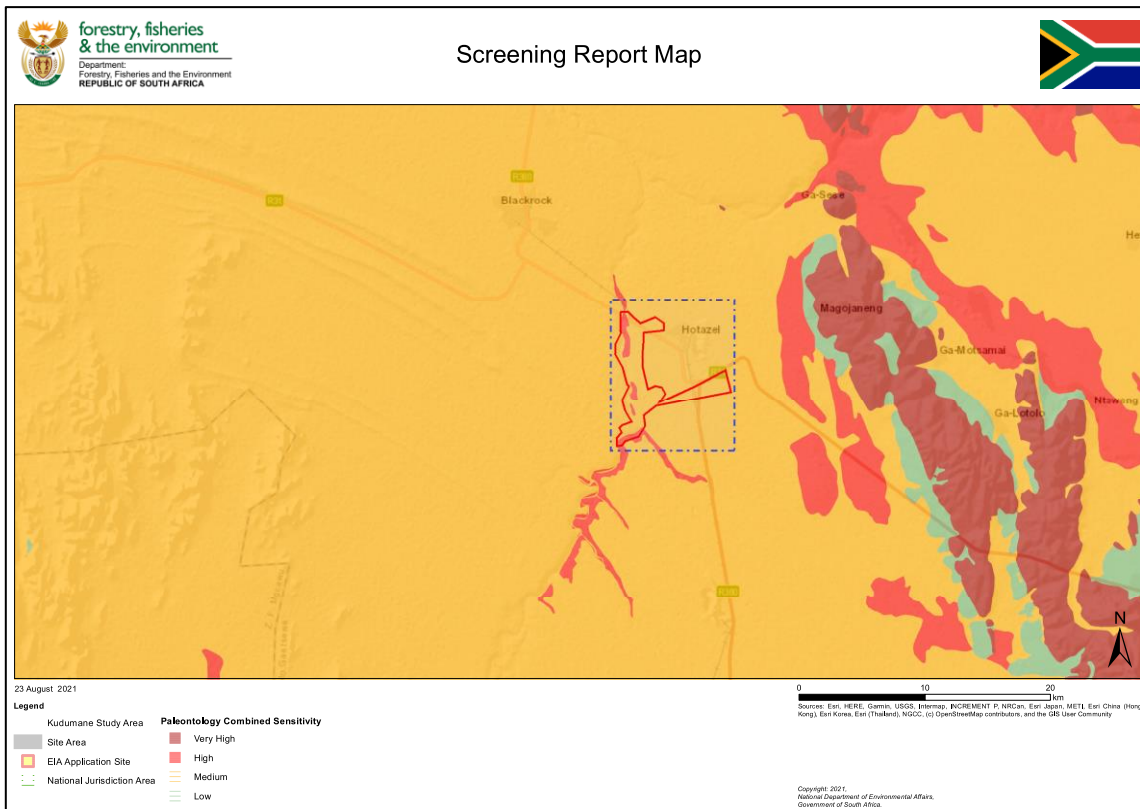 forestry, fisheries
& the environment
Department:
Forestry, Fisheries and the Environment
REPUBLIC OF SOUTH AFRICA
Screening Report Map
R31
R380
Blackrock
Ga-Sese
He
Magojaneng
Hotazel
Ga-Motsamai
Ntaweng
Ga-Lotolo
R380
N
23 August 2021
Legend
Kudumane Study Area
Site Area
EIA Application Site
National Jurisdiction Area
Paleontology Combined Sensitivity
Very High
High
Medium
Low
0 10 20
km
Sources: Esri, HERE, Garmin, USGS, Intermap, INCREMENT P, NRCan, Esri Japan, METI, Esri China (Hong
Kong), Esri Korea, Esri (Thailand), NGCC, (c) OpenStreetMap contributors, and the GIS User Community
Copyright: 2021,
National Department of Environmental Affairs,
Government of South Africa.